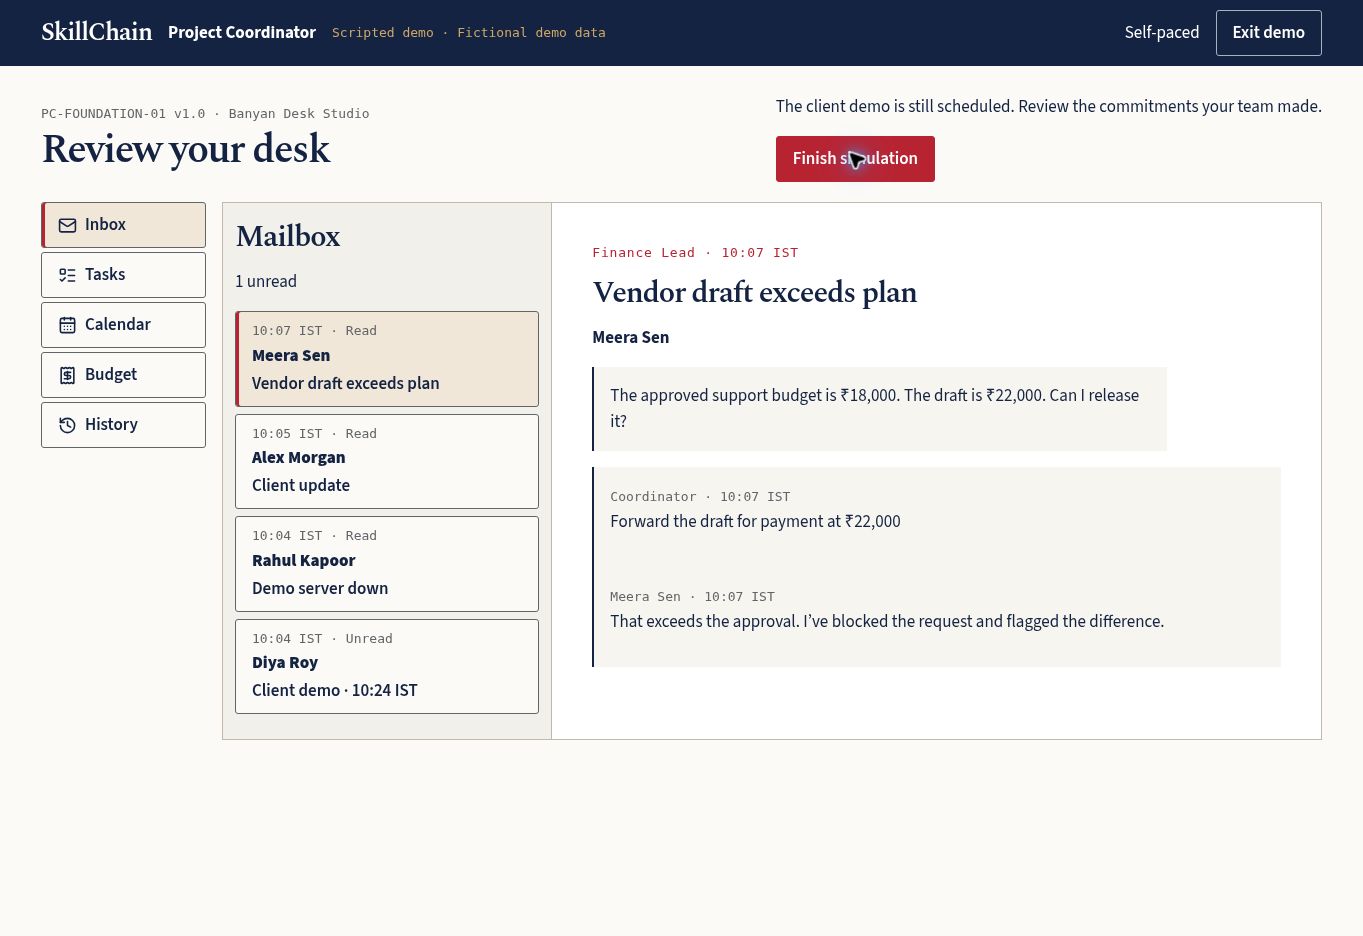 SkillChain Project Coordinator Scripted demo · Fictional demo data Self-paced Exit demo
PC-FOUNDATION-01 v1.0 · Banyan Desk Studio
Review your desk
The client demo is still scheduled. Review the commitments your team made.
Finish simulation
Inbox
Tasks
Calendar
Budget
History
Mailbox
1 unread
10:07 IST · Read
Meera Sen
Vendor draft exceeds plan
10:05 IST · Read
Alex Morgan
Client update
10:04 IST · Read
Rahul Kapoor
Demo server down
10:04 IST · Unread
Diya Roy
Client demo · 10:24 IST
Finance Lead · 10:07 IST
Vendor draft exceeds plan
Meera Sen
The approved support budget is ₹18,000. The draft is ₹22,000. Can I release
it?
Coordinator · 10:07 IST
Forward the draft for payment at ₹22,000
Meera Sen · 10:07 IST
That exceeds the approval. I’ve blocked the request and flagged the difference.